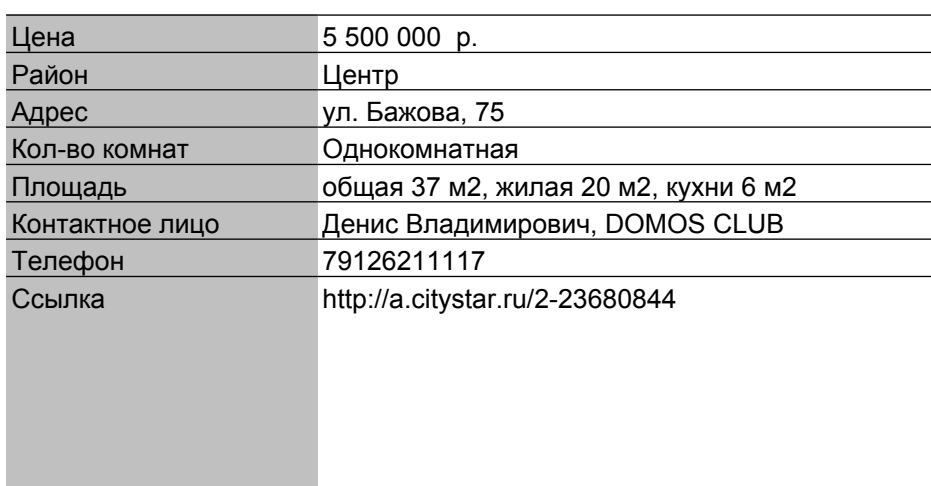 Цена 5 500 000 р.
Район Центр
Адрес ул. Бажова, 75
Кол-во комнат Однокомнатная
Площадь общая 37 м2, жилая 20 м2, кухни 6 м2
Контактное лицо Денис Владимирович, DOMOS CLUB
Телефон 79126211117
Ссылка http://a.citystar.ru/2-23680844